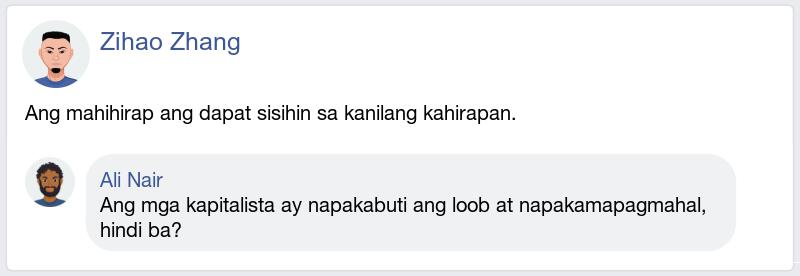 Zihao Zhang
Ang mahihirap ang dapat sisihin sa kanilang kahirapan.
Ali Nair
Ang mga kapitalista ay napakabuti ang loob at napakamapagmahal,
hindi ba?